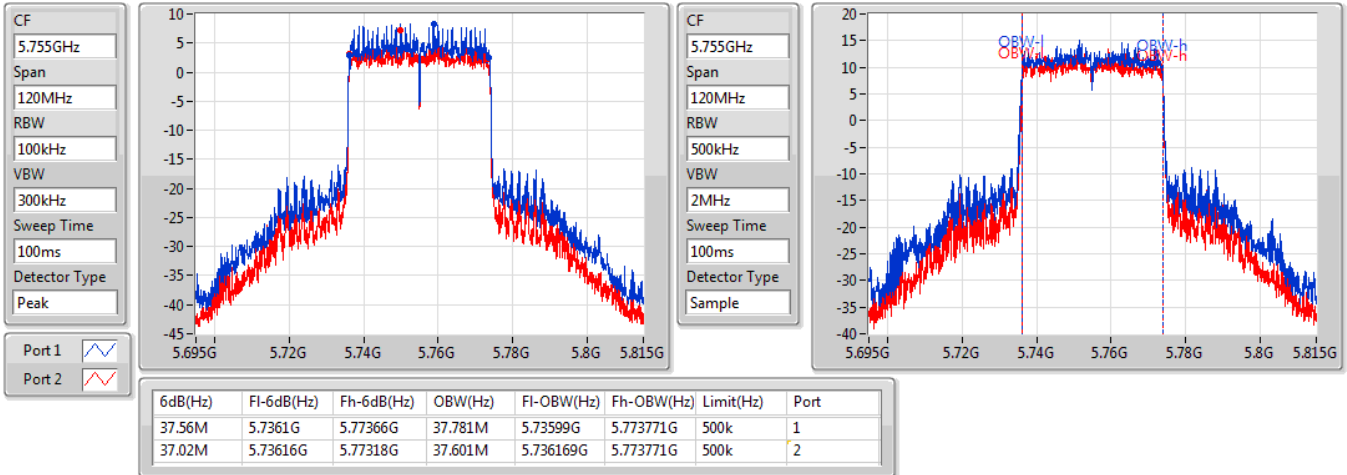 CF
5.755GHz
Span
120MHz
RBW
100kHz
VBW
300kHz
Sweep Time
100ms
Detector Type
Peak
10
5
0
-5
-10
-15
-20
-25
-30
-35
-40
-45
5.695G 5.72G 5.74G 5.76G 5.78G 5.8G 5.815G
Port 1
Port 2
CF
5.755GHz
Span
120MHz
RBW
500kHz
VBW
2MHz
Sweep Time
100ms
Detector Type
Sample
20
15
10
5
0
-5
-10
-15
-20
-25
-30
-35
-40
OBW-l OBW-h
OBW-l OBW-h
5.695G 5.72G 5.74G 5.76G 5.78G 5.8G 5.815G
6dB(Hz) Fl-6dB(Hz) Fh-6dB(Hz) OBW(Hz) Fl-OBW(Hz) Fh-OBW(Hz) Limit(Hz) Port
37.56M 5.7361G 5.77366G 37.781M 5.73599G 5.773771G 500k 1
37.02M 5.73616G 5.77318G 37.601M 5.736169G 5.773771G 500k 2